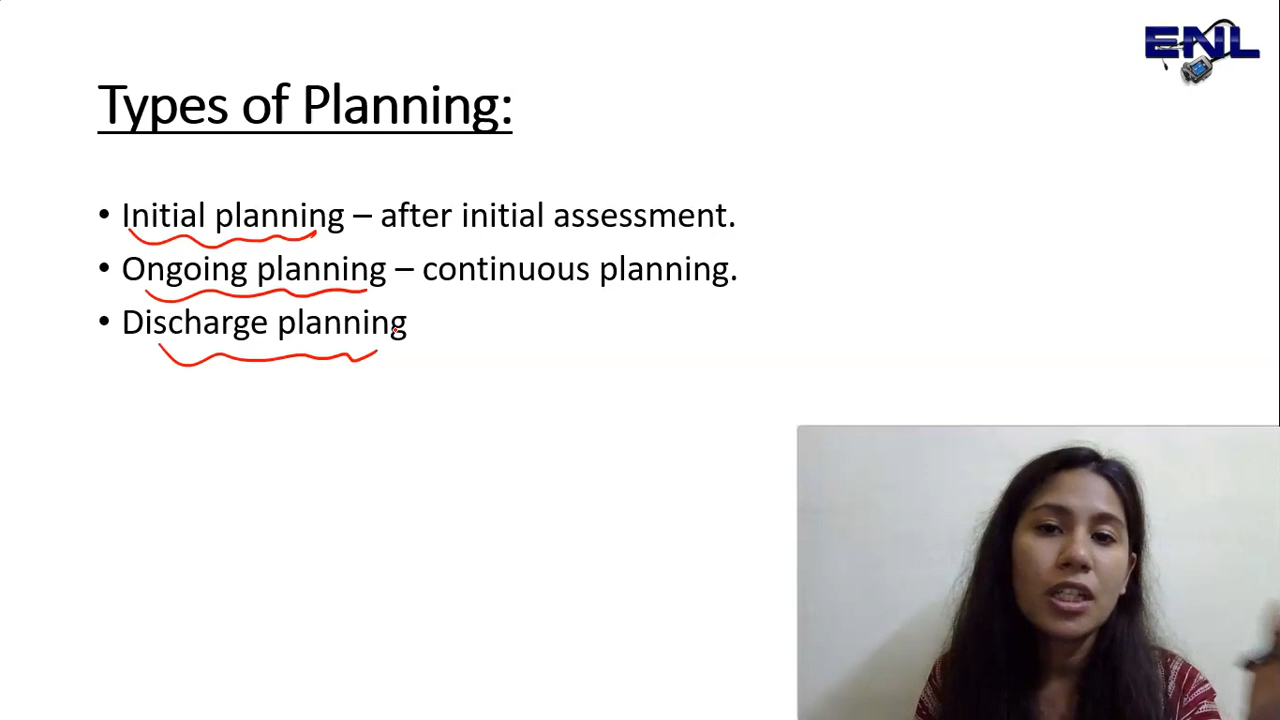 ENL
Types of Planning:
• Initial planning – after initial assessment.
• Ongoing planning – continuous planning.
• Discharge planning